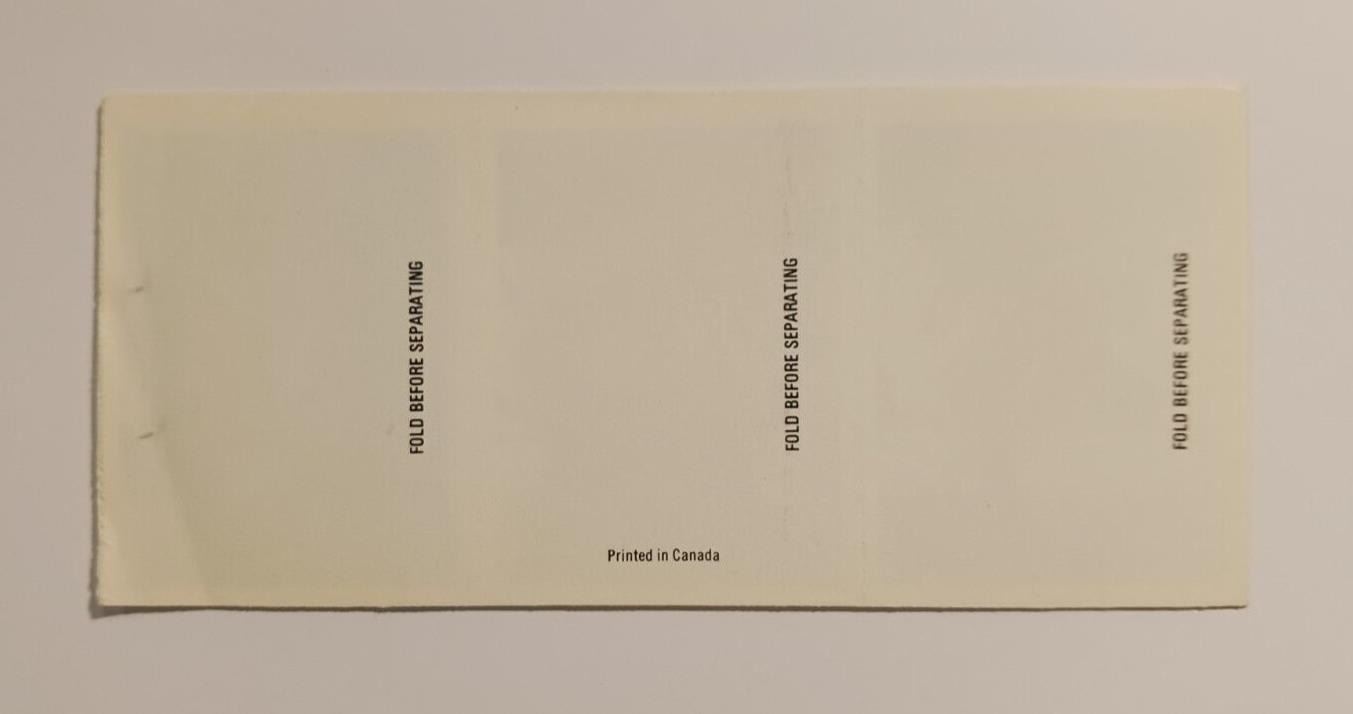 FOLD BEFORE SEPARATING
FOLD BEFORE SEPARATING
FOLD BEFORE SEPARATING
Printed in Canada